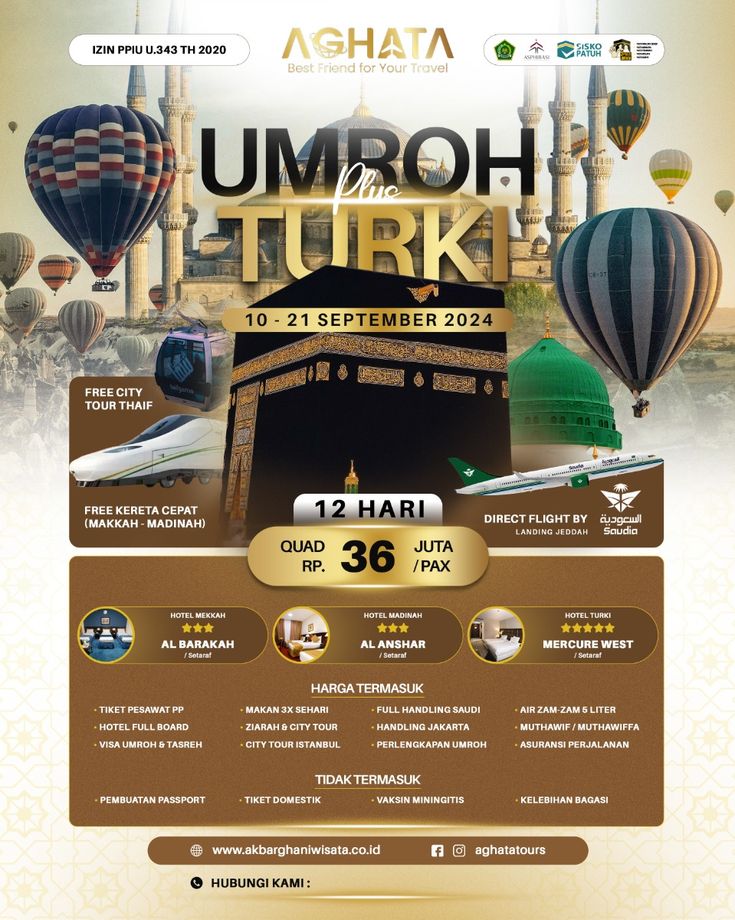 IZIN PPIU U.343 TH 2020
AGHATA
Best Friend for Your Travel
ASPHIRASI
SISKO
PATUH
UMROH
Plus
TURKI
10 - 21 SEPTEMBER 2024
FREE CITY
TOUR THAIF
FREE KERETA CEPAT
(MAKKAH - MADINAH)
12 HARI
QUAD
RP.
36
JUTA
/PAX
Saudia
السعودية
DIRECT FLIGHT BY
LANDING JEDDAH
السعودية
Saudia
HOTEL MEKKAH
AL BARAKAH
/ Setaraf
HOTEL MADINAH
AL ANSHAR
/ Setaraf
HOTEL TURKI
MERCURE WEST
/ Setaraf
HARGA TERMASUK
• TIKET PESAWAT PP
• HOTEL FULL BOARD
• VISA UMROH & TASREH
• MAKAN 3X SEHARI
• ZIARAH & CITY TOUR
• CITY TOUR ISTANBUL
• FULL HANDLING SAUDI
• HANDLING JAKARTA
• PERLENGKAPAN UMROH
• AIR ZAM-ZAM 5 LITER
• MUTHAWIF / MUTHAWIFFA
• ASURANSI PERJALANAN
TIDAK TERMASUK
• PEMBUATAN PASSPORT
• TIKET DOMESTIK
• VAKSIN MININGITIS
• KELEBIHAN BAGASI
www.akbarghaniwisata.co.id
aghatatours
HUBUNGI KAMI :